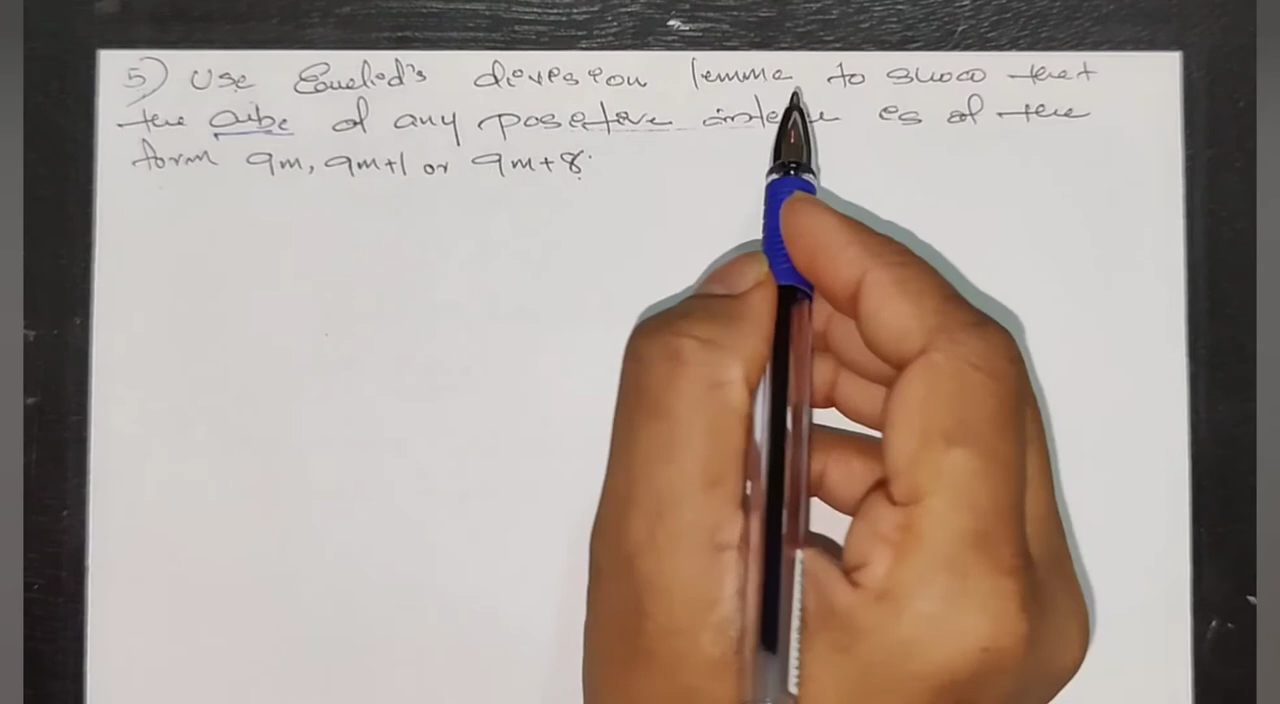 5) Use Euclid's division lemma to show that
the cube of any positive integer is of the
form 9m, 9m+1 or 9m+8.